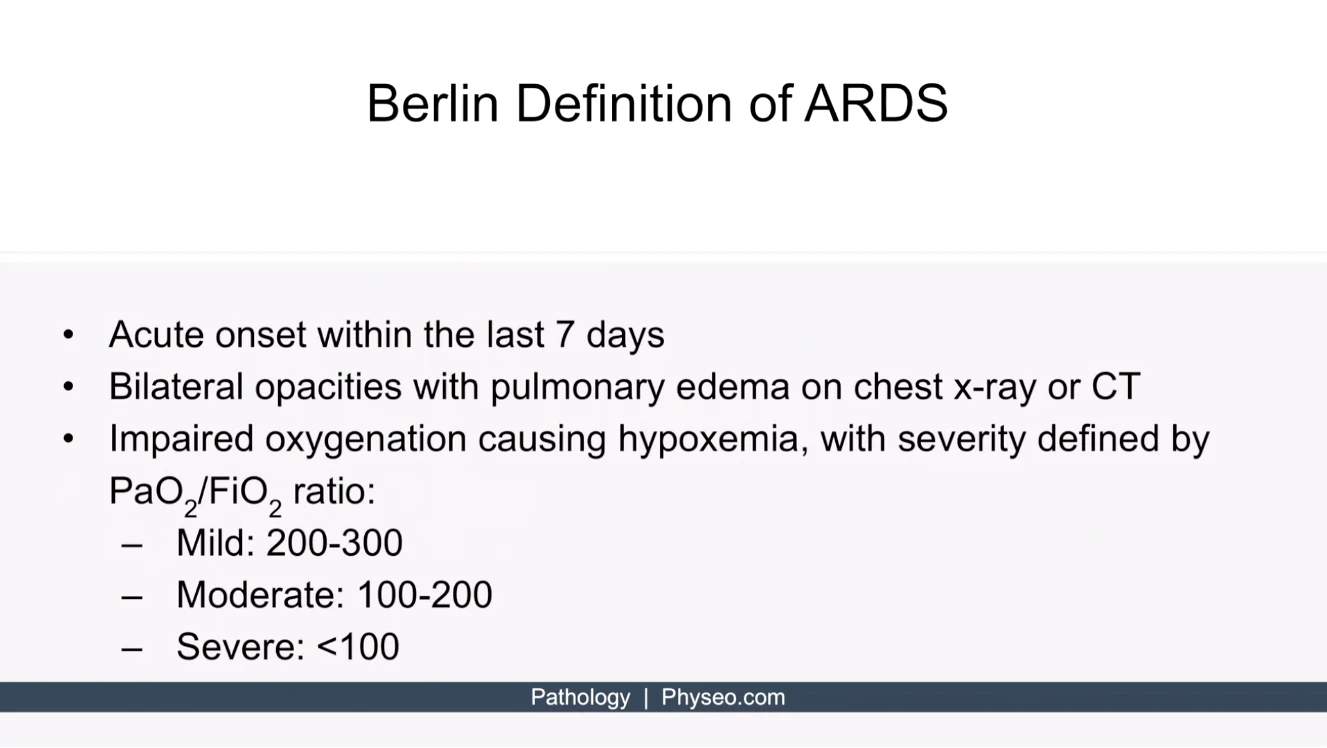 Berlin Definition of ARDS
• Acute onset within the last 7 days
• Bilateral opacities with pulmonary edema on chest x-ray or CT
• Impaired oxygenation causing hypoxemia, with severity defined by
PaO₂/FiO₂ ratio:
– Mild: 200-300
– Moderate: 100-200
– Severe: <100
Pathology | Physeo.com